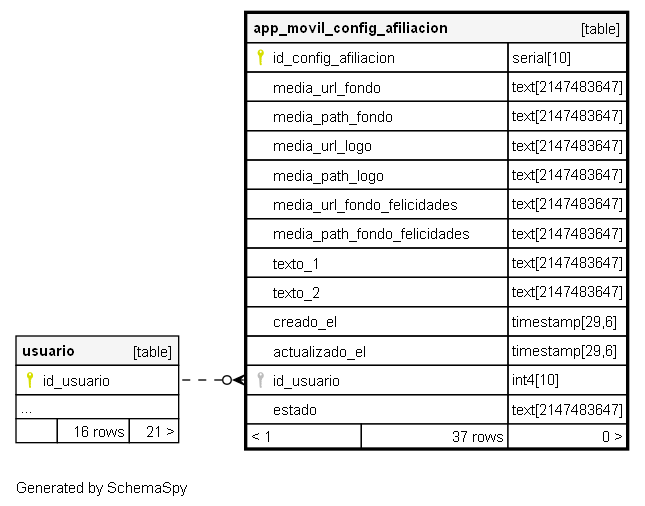 app_movil_config_afiliacion [table]
id_config_afiliacion serial[10]
media_url_fondo text[2147483647]
media_path_fondo text[2147483647]
media_url_logo text[2147483647]
media_path_logo text[2147483647]
media_url_fondo_felicidades text[2147483647]
media_path_fondo_felicidades text[2147483647]
texto_1 text[2147483647]
texto_2 text[2147483647]
creado_el timestamp[29,6]
actualizado_el timestamp[29,6]
id_usuario int4[10]
estado text[2147483647]
< 1 37 rows 0 >
usuario [table]
id_usuario
...
16 rows 21 >
Generated by SchemaSpy